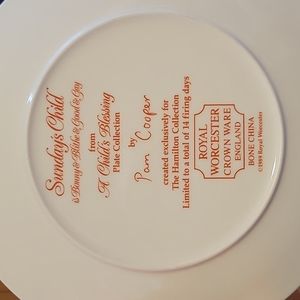 Sunday's Child
is Bonny & Blithe & Good & Gay
from
A Child's Blessing
Plate Collection
by
Pam Cooper
created exclusively for
The Hamilton Collection
Limited to a total of 14 firing days
ROYAL
WORCESTER
CROWN WARE
ENGLAND
BONE CHINA
©1989 Royal Worcester